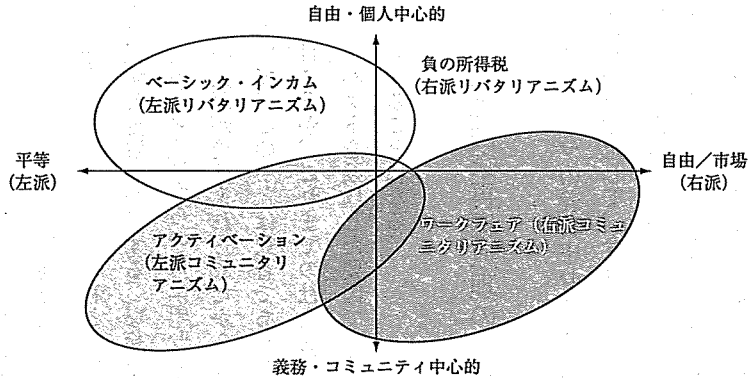 自由・個人中心的
負の所得税
(右派リバタリアニズム)
ベーシック・インカム
(左派リバタリアニズム)
平等
(左派)
自由／市場
(右派)
ワークフェア（右派コミュ
ニタリアニズム）
アクティベーション
(左派コミュニタリ
アニズム)
義務・コミュニティ中心的